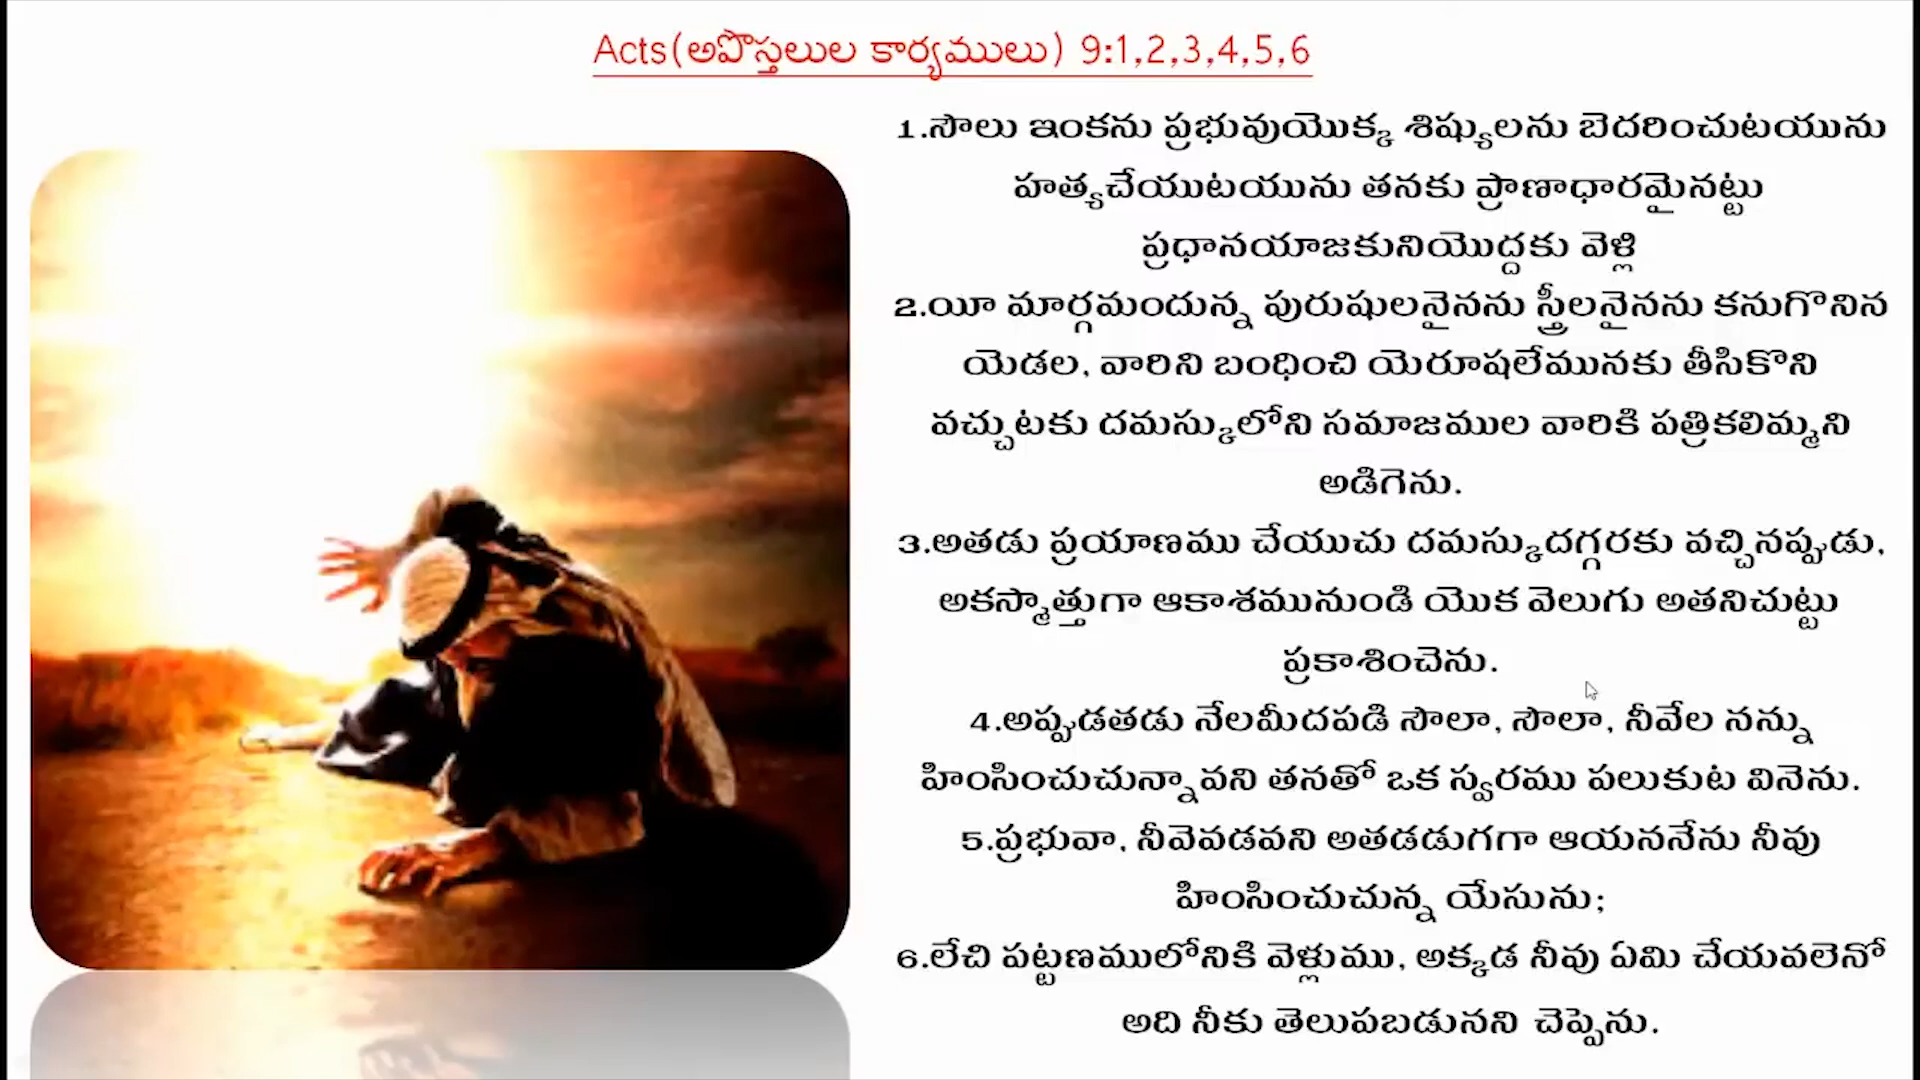 Acts(అపొస్తలుల కార్యములు) 9:1,2,3,4,5,6
1.సౌలు ఇంకను ప్రభువుయొక్క శిష్యులను బెదరించుటయును
హత్యచేయుటయును తనకు ప్రాణాధారమైనట్టు
ప్రధానయాజకునియొద్దకు వెళ్లి
2.యీ మార్గమందున్న పురుషులనైనను స్త్రీలనైనను కనుగొనిన
యెడల, వారిని బంధించి యెరూషలేమునకు తీసికొని
వచ్చుటకు దమస్కులోని సమాజముల వారికి పత్రికలిమ్మని
అడిగెను.
3.అతడు ప్రయాణము చేయుచు దమస్కుదగ్గరకు వచ్చినప్పుడు,
అకస్మాత్తుగా ఆకాశమునుండి యొక వెలుగు అతనిచుట్టు
ప్రకాశించెను.
4.అప్పుడతడు నేలమీదపడి సౌలా, సౌలా, నీవేల నన్ను
హింసించుచున్నావని తనతో ఒక స్వరము పలుకుట వినెను.
5.ప్రభువా, నీవెవడవని అతడడుగగా ఆయననేను నీవు
హింసించుచున్న యేసును;
6.లేచి పట్టణములోనికి వెళ్లుము, అక్కడ నీవు ఏమి చేయవలెనో
అది నీకు తెలుపబడునని చెప్పెను.